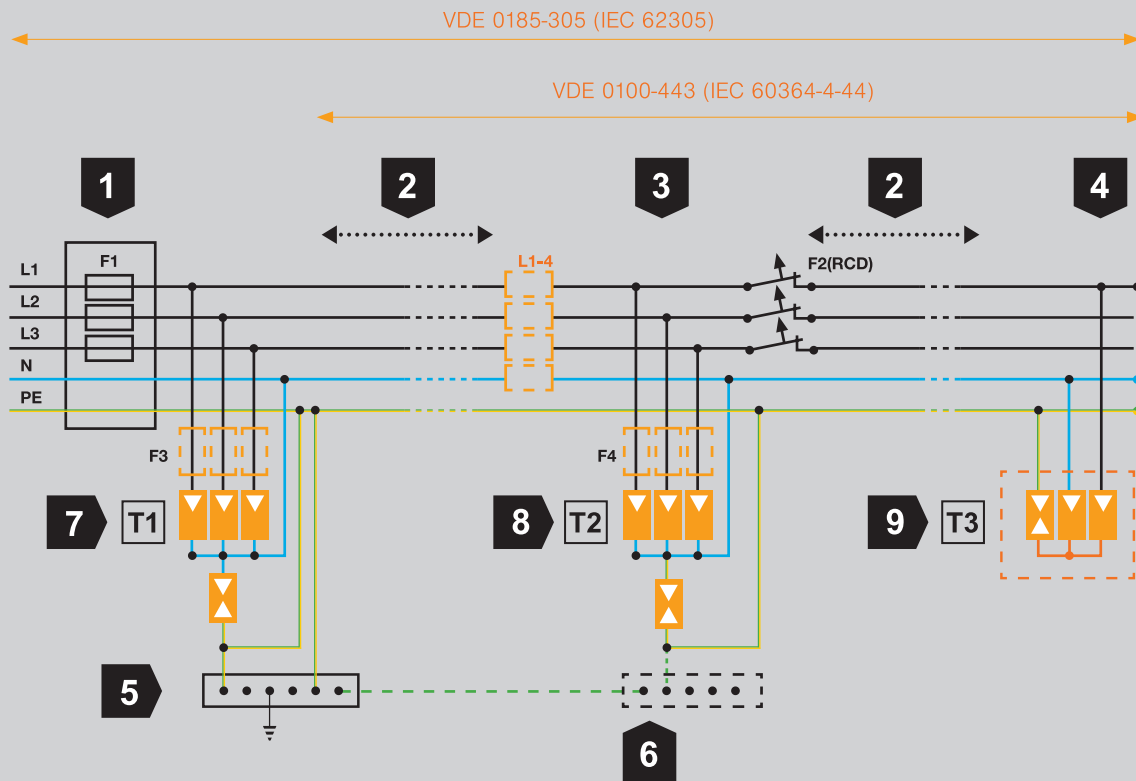 VDE 0185-305 (IEC 62305)
VDE 0100-443 (IEC 60364-4-44)
1
2
3
2
4
F1
L1-4
F2(RCD)
L1
L2
L3
N
PE
F3
F4
7
T1
8
T2
9
T3
5
6